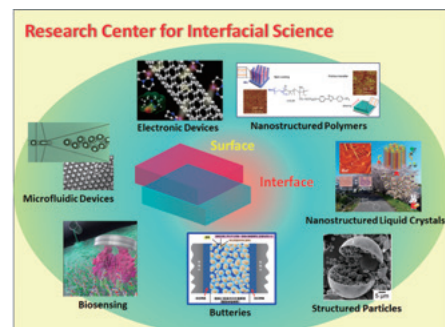 Research Center for Interfacial Science
Electronic Devices
Nanostructured Polymers
Surface
Interface
Microfluidic Devices
Nanostructured Liquid Crystals
Biosensing
Butteries
Structured Particles
5 µm